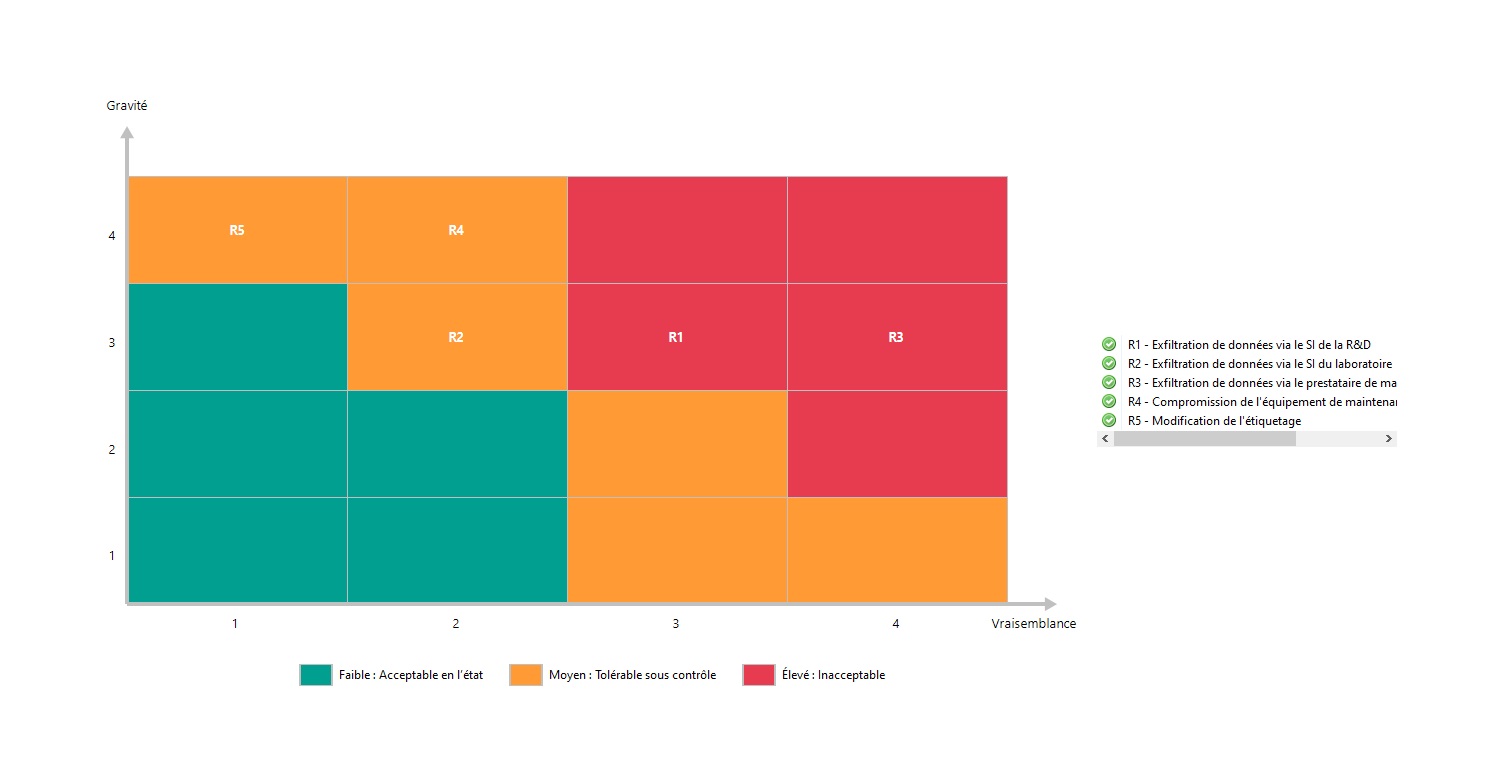 Gravité
4
R5
R4
3
R2
R1
R3
2
1
1
2
3
4
Vraisemblance
Faible : Acceptable en l'état
Moyen : Tolérable sous contrôle
Élevé : Inacceptable
R1 - Exfiltration de données via le SI de la R&D
R2 - Exfiltration de données via le SI du laboratoire
R3 - Exfiltration de données via le prestataire de ma
R4 - Compromission de l'équipement de maintenan
R5 - Modification de l'étiquetage